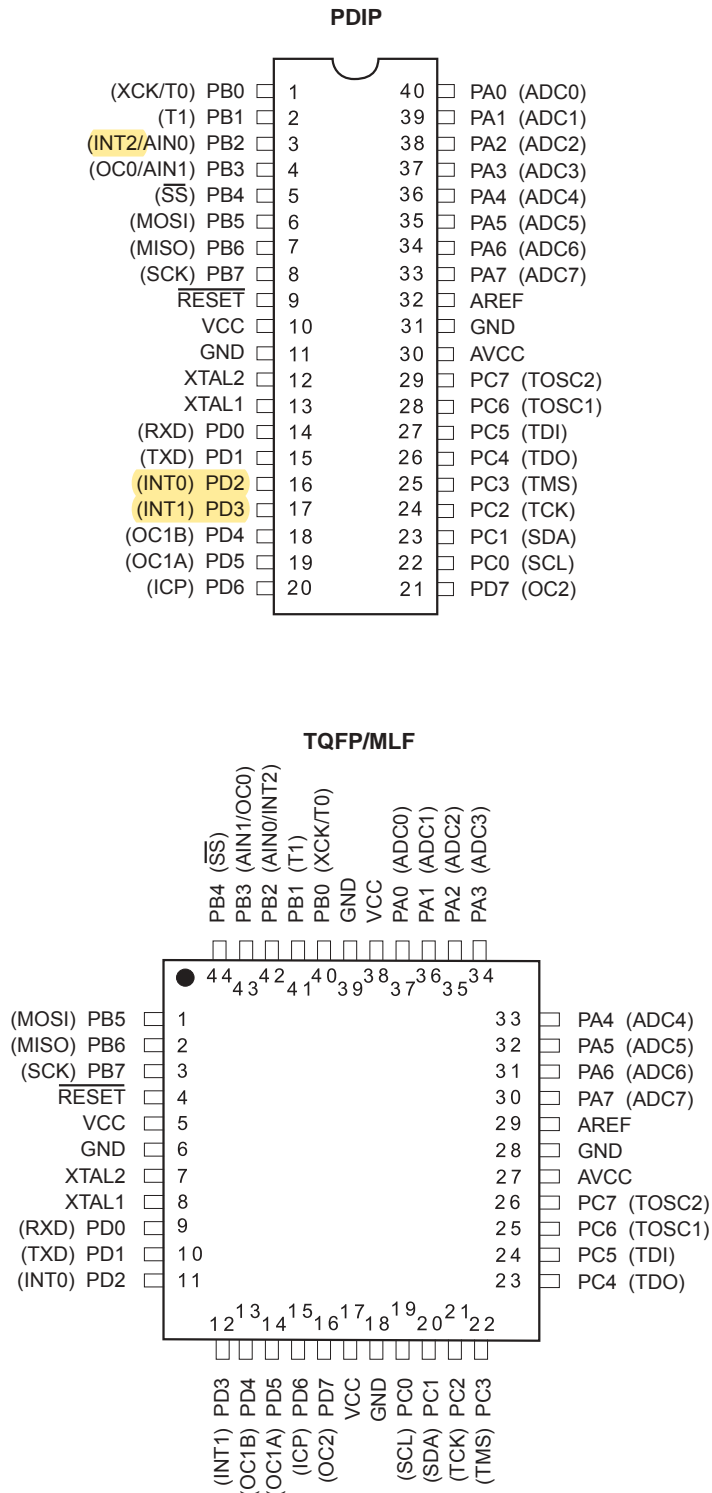 PDIP
(XCK/T0) PB0 1 40 PA0 (ADC0)
(T1) PB1 2 39 PA1 (ADC1)
(INT2/AIN0) PB2 3 38 PA2 (ADC2)
(OC0/AIN1) PB3 4 37 PA3 (ADC3)
(SS) PB4 5 36 PA4 (ADC4)
(MOSI) PB5 6 35 PA5 (ADC5)
(MISO) PB6 7 34 PA6 (ADC6)
(SCK) PB7 8 33 PA7 (ADC7)
RESET 9 32 AREF
VCC 10 31 GND
GND 11 30 AVCC
XTAL2 12 29 PC7 (TOSC2)
XTAL1 13 28 PC6 (TOSC1)
(RXD) PD0 14 27 PC5 (TDI)
(TXD) PD1 15 26 PC4 (TDO)
(INT0) PD2 16 25 PC3 (TMS)
(INT1) PD3 17 24 PC2 (TCK)
(OC1B) PD4 18 23 PC1 (SDA)
(OC1A) PD5 19 22 PC0 (SCL)
(ICP) PD6 20 21 PD7 (OC2)
TQFP/MLF
PB4 (SS)
PB3 (AIN1/OC0)
PB2 (AIN0/INT2)
PB1 (T1)
PB0 (XCK/T0)
GND
VCC
PA0 (ADC0)
PA1 (ADC1)
PA2 (ADC2)
PA3 (ADC3)
44 43 42 41 40 39 38 37 36 35 34
(MOSI) PB5 1 33 PA4 (ADC4)
(MISO) PB6 2 32 PA5 (ADC5)
(SCK) PB7 3 31 PA6 (ADC6)
RESET 4 30 PA7 (ADC7)
VCC 5 29 AREF
GND 6 28 GND
XTAL2 7 27 AVCC
XTAL1 8 26 PC7 (TOSC2)
(RXD) PD0 9 25 PC6 (TOSC1)
(TXD) PD1 10 24 PC5 (TDI)
(INT0) PD2 11 23 PC4 (TDO)
12 13 14 15 16 17 18 19 20 21 22
(INT1) PD3
(OC1B) PD4
(OC1A) PD5
(ICP) PD6
(OC2) PD7
VCC
GND
(SCL) PC0
(SDA) PC1
(TCK) PC2
(TMS) PC3